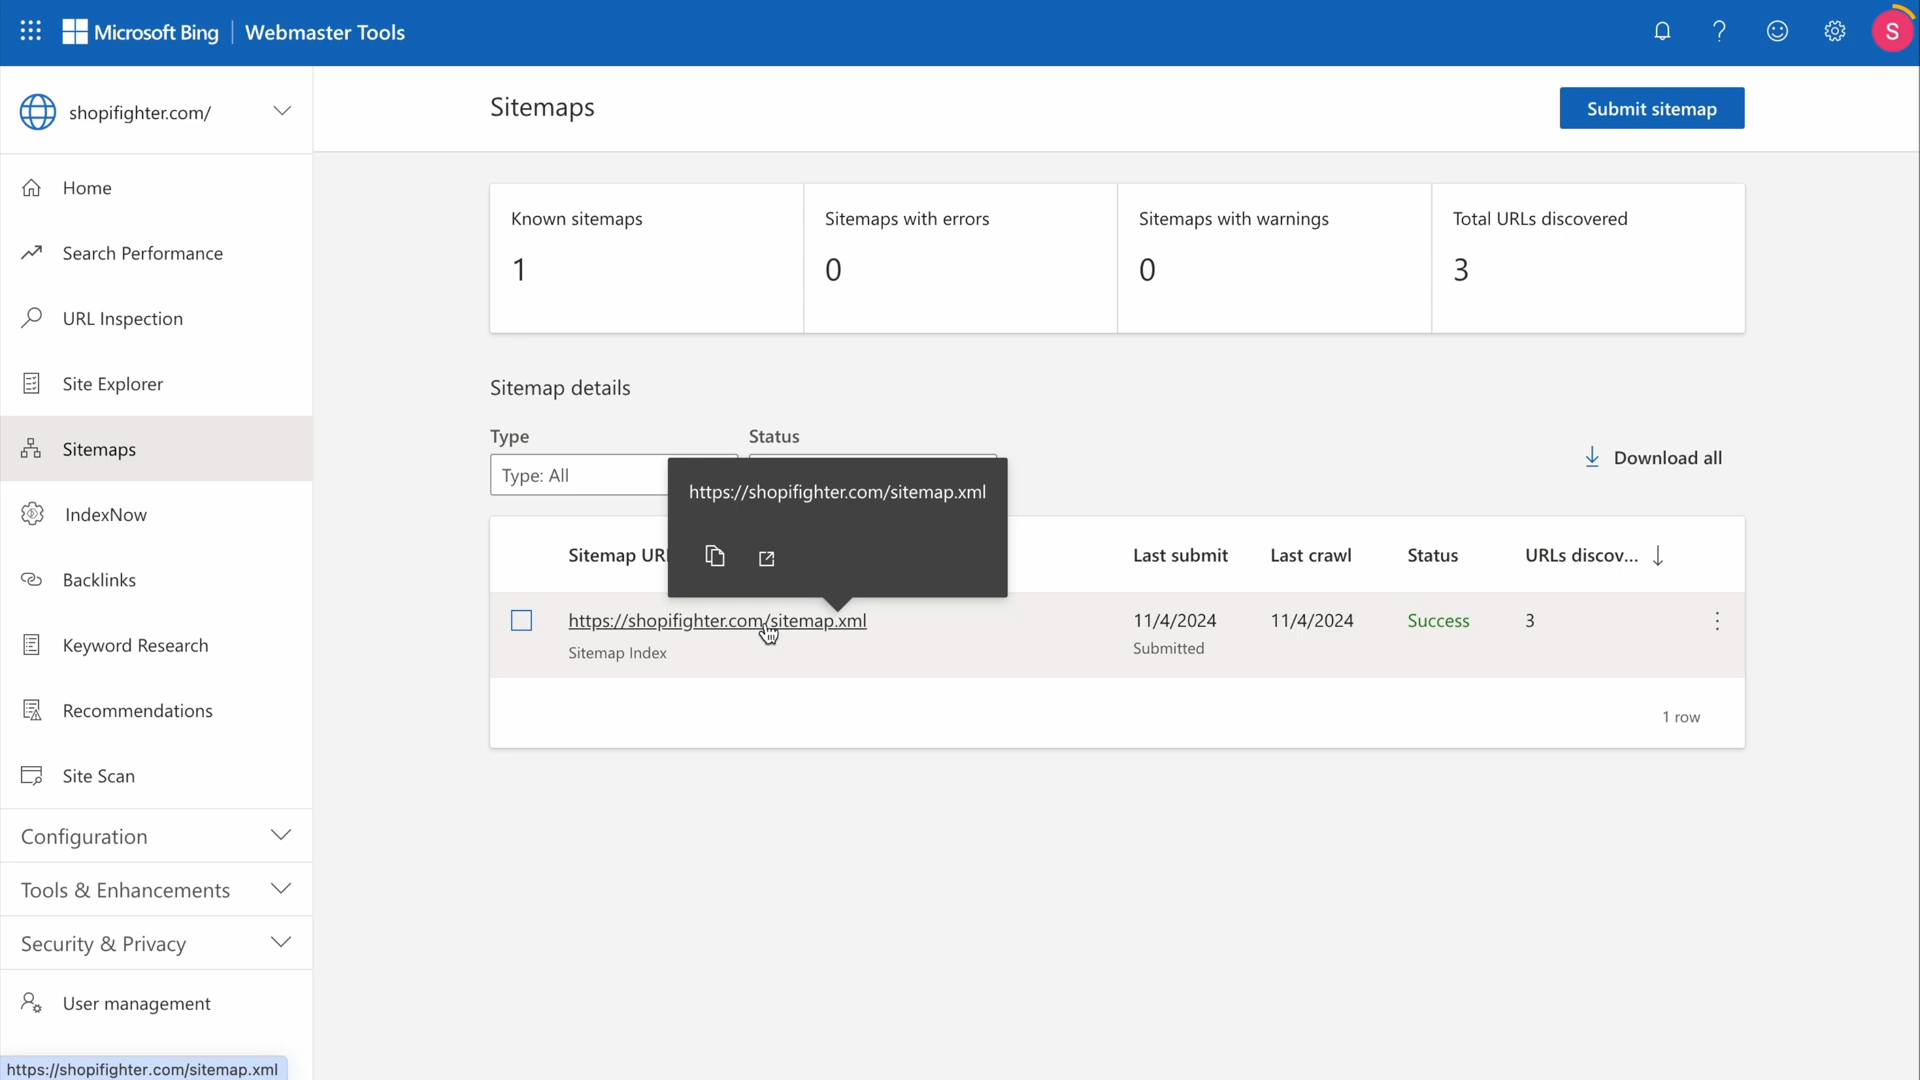 Microsoft Bing | Webmaster Tools
S
shopifighter.com/
Home
Search Performance
URL Inspection
Site Explorer
Sitemaps
IndexNow
Backlinks
Keyword Research
Recommendations
Site Scan
Configuration
Tools & Enhancements
Security & Privacy
User management
https://shopifighter.com/sitemap.xml
Sitemaps
Submit sitemap
Known sitemaps
1
Sitemaps with errors
0
Sitemaps with warnings
0
Total URLs discovered
3
Sitemap details
Type
Status
Type: All
Download all
https://shopifighter.com/sitemap.xml
Sitemap
Last submit
Last crawl
Status
URLs discov...
https://shopifighter.com/sitemap.xml
11/4/2024
11/4/2024
Success
3
Sitemap Index
Submitted
1 row